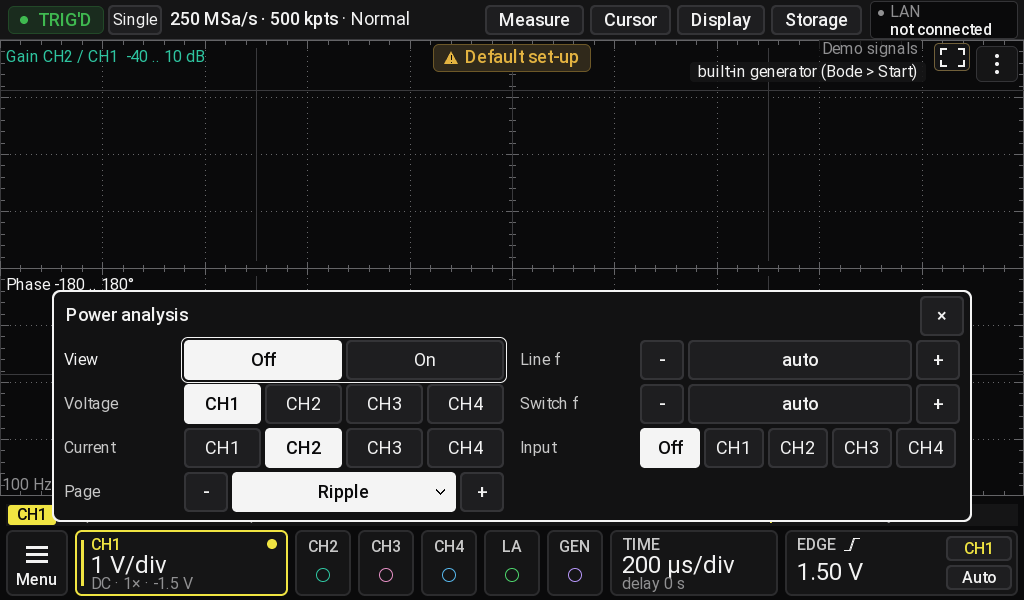 TRIG'D Single 250 MSa/s · 500 kpts · Normal Measure Cursor Display Storage LAN
not connected
Gain CH2 / CH1 -40 .. 10 dB Default set-up Demo signals
built-in generator (Bode > Start)
Phase -180 .. 180°
Power analysis ×
View Off On Line f - auto +
Voltage CH1 CH2 CH3 CH4 Switch f - auto +
Current CH1 CH2 CH3 CH4 Input Off CH1 CH2 CH3 CH4
100 Hz Page - Ripple +
CH1
Menu CH1 CH2 CH3 CH4 LA GEN TIME EDGE CH1
1 V/div 200 µs/div 1.50 V Auto
DC · 1× · -1.5 V delay 0 s